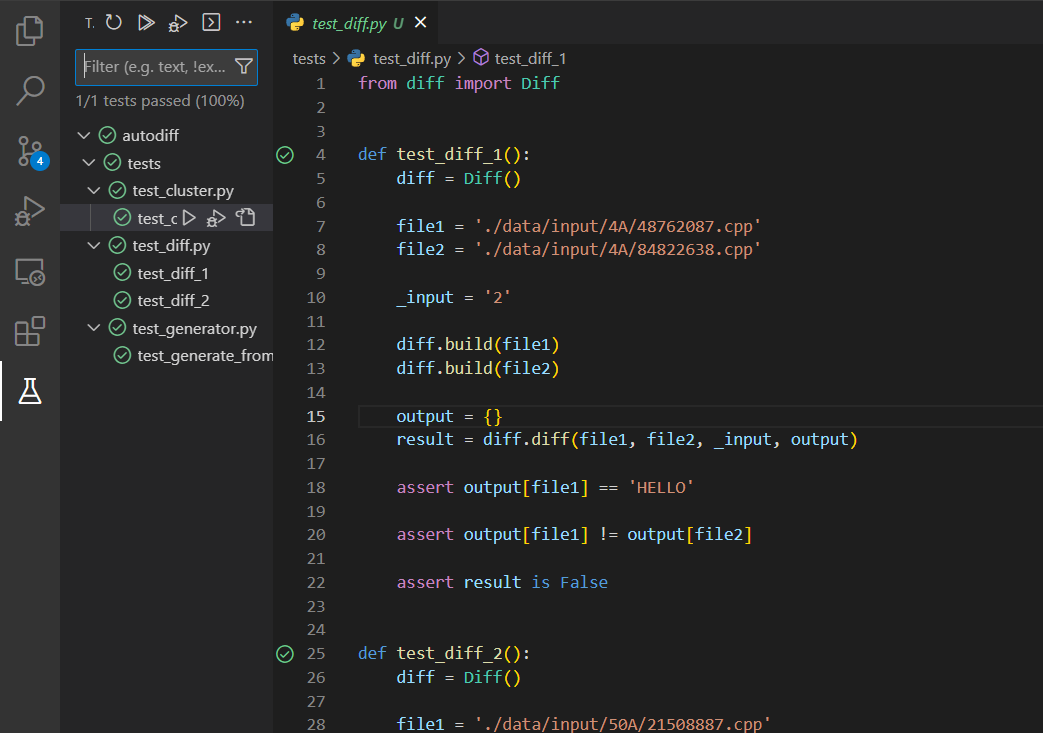 T.
Filter (e.g. text, !ex...
1/1 tests passed (100%)
autodiff
tests
test_cluster.py
test_c
test_diff.py
test_diff_1
test_diff_2
test_generator.py
test_generate_from
4
test_diff.py U
tests > test_diff.py > test_diff_1
1 from diff import Diff
2
3
4 def test_diff_1():
5 diff = Diff()
6
7 file1 = './data/input/4A/48762087.cpp'
8 file2 = './data/input/4A/84822638.cpp'
9
10 _input = '2'
11
12 diff.build(file1)
13 diff.build(file2)
14
15 output = {}
16 result = diff.diff(file1, file2, _input, output)
17
18 assert output[file1] == 'HELLO'
19
20 assert output[file1] != output[file2]
21
22 assert result is False
23
24
25 def test_diff_2():
26 diff = Diff()
27
28 file1 = './data/input/50A/21508887.cpp'